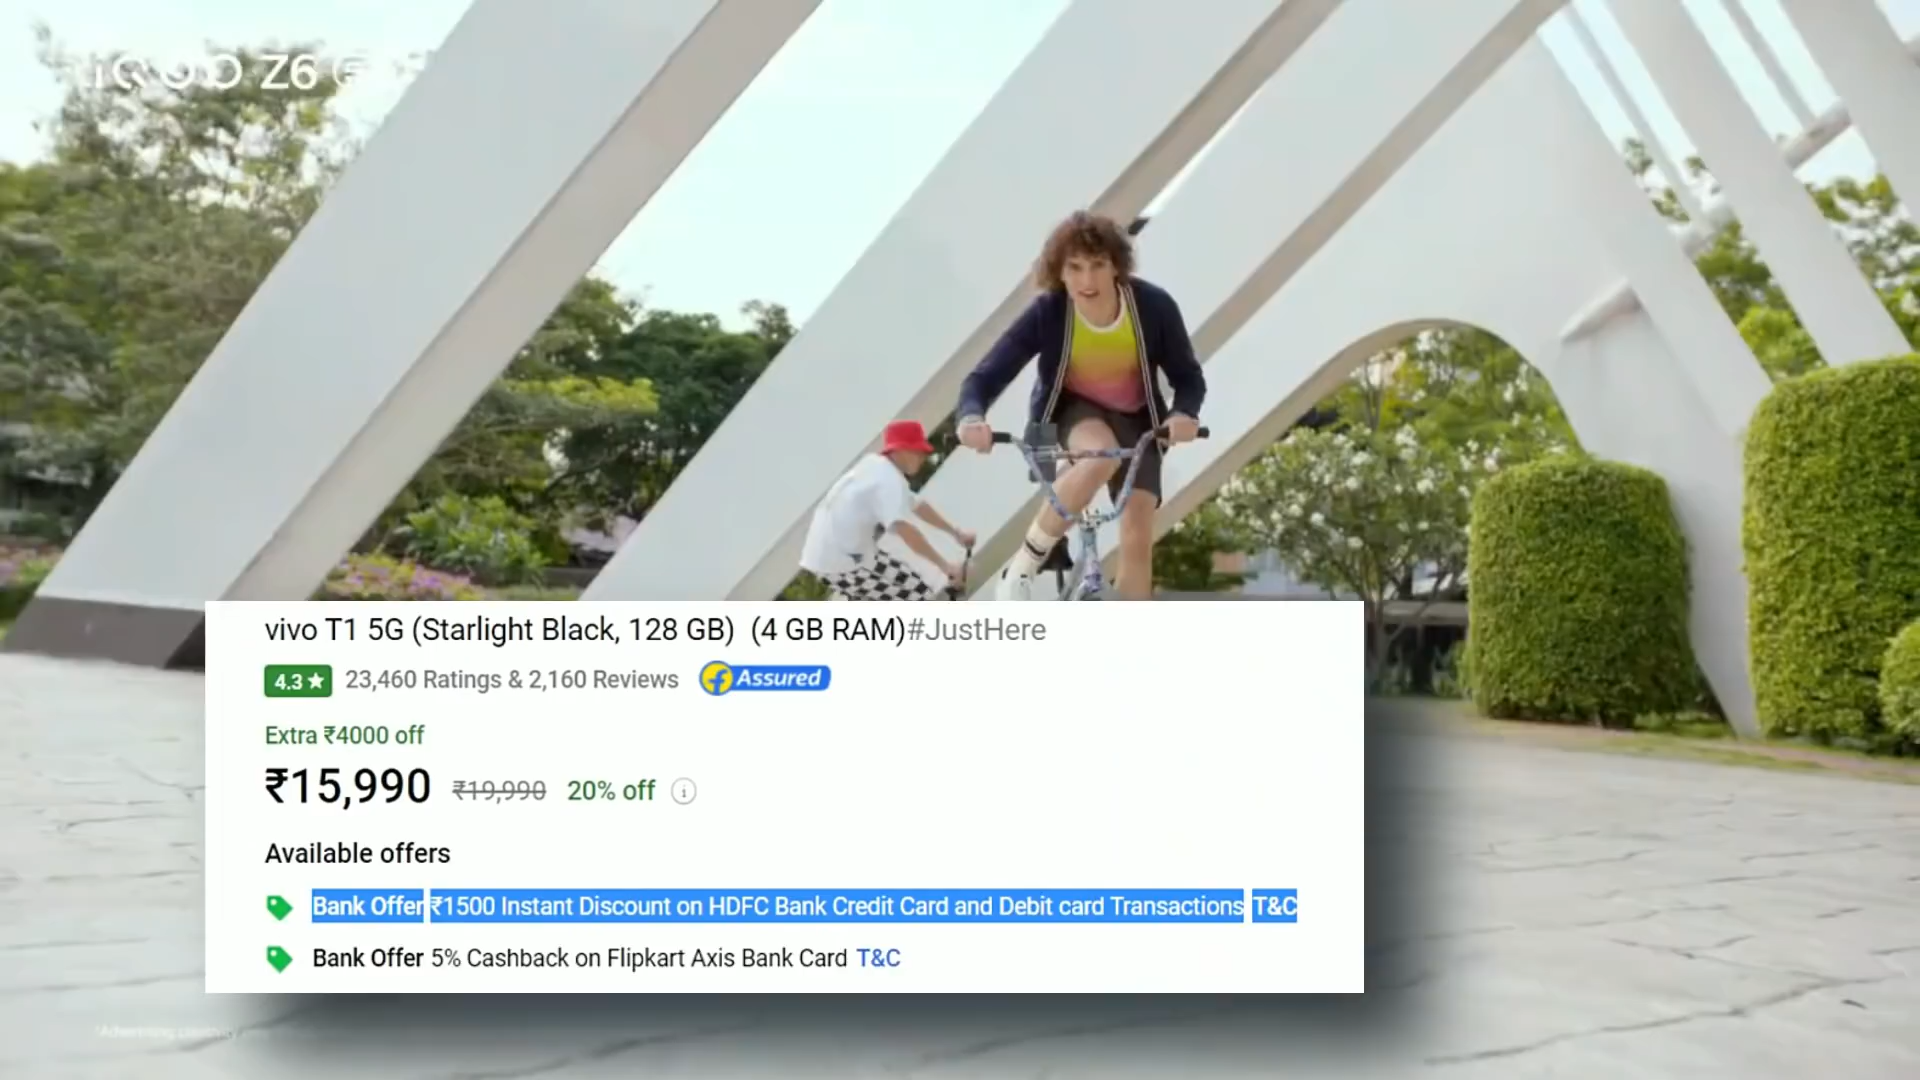 iQOO Z6
vivo T1 5G (Starlight Black, 128 GB) (4 GB RAM)#JustHere
4.3★ 23,460 Ratings & 2,160 Reviews Assured
Extra ₹4000 off
₹15,990 ₹19,990 20% off i
Available offers
Bank Offer ₹1500 Instant Discount on HDFC Bank Credit Card and Debit card Transactions T&C
Bank Offer 5% Cashback on Flipkart Axis Bank Card T&C